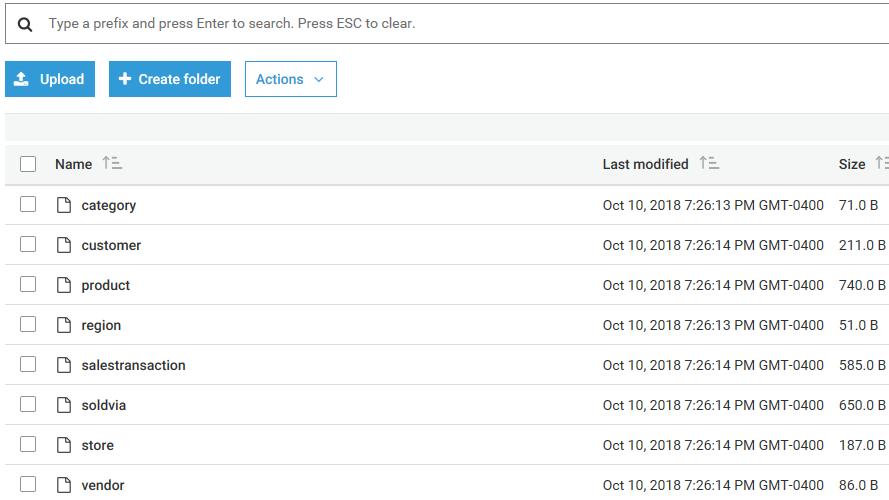 Type a prefix and press Enter to search. Press ESC to clear.
Upload Create folder Actions
Name Last modified Size
category Oct 10, 2018 7:26:13 PM GMT-0400 71.0 B
customer Oct 10, 2018 7:26:14 PM GMT-0400 211.0 B
product Oct 10, 2018 7:26:14 PM GMT-0400 740.0 B
region Oct 10, 2018 7:26:13 PM GMT-0400 51.0 B
salestransaction Oct 10, 2018 7:26:14 PM GMT-0400 585.0 B
soldvia Oct 10, 2018 7:26:14 PM GMT-0400 650.0 B
store Oct 10, 2018 7:26:14 PM GMT-0400 187.0 B
vendor Oct 10, 2018 7:26:14 PM GMT-0400 86.0 B